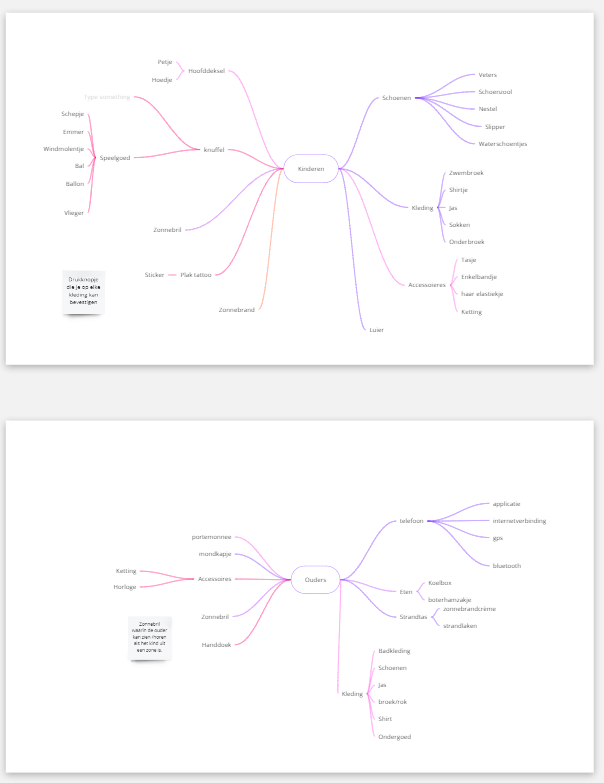 Petje
Hoofddeksel
Hoedje
Type something
Schepje
Emmer
Windmolentje
Speelgoed
Bal
Ballon
Vlieger
knuffel
Zonnebril
Sticker
Plak tattoo
Zonnebrand
Drukknopje
die je op elke
kleding kan
bevestigen
Kinderen
Schoenen
Veters
Schoenzool
Nestel
Slipper
Waterschoentjes
Kleding
Zwembroek
Shirtje
Jas
Sokken
Onderbroek
Accessoieres
Tasje
Enkelbandje
haar elastiekje
Ketting
Luier
portemonnee
mondkapje
Ketting
Accessoires
Horloge
Zonnebril
Handdoek
Zonnebril
waarin de ouder
kan zien /horen
als het kind uit
een zone is.
Ouders
telefoon
applicatie
internetverbinding
gps
bluetooth
Eten
Koelbox
boterhamzakje
Strandtas
zonnebrandcrème
strandlaken
Kleding
Badkleding
Schoenen
Jas
broek/rok
Shirt
Ondergoed